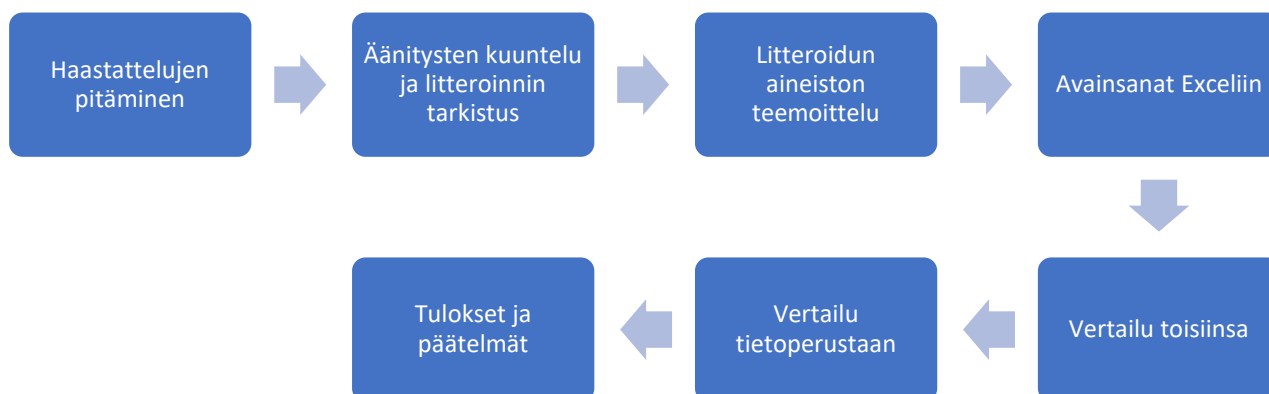 Haastattelujen
pitäminen
Äänitysten kuuntelu
ja litteroinnin
tarkistus
Litteroidun
aineiston
teemoittelu
Avainsanat Exceliin
Vertailu toisiinsa
Vertailu
tietoperustaan
Tulokset ja
päätelmät